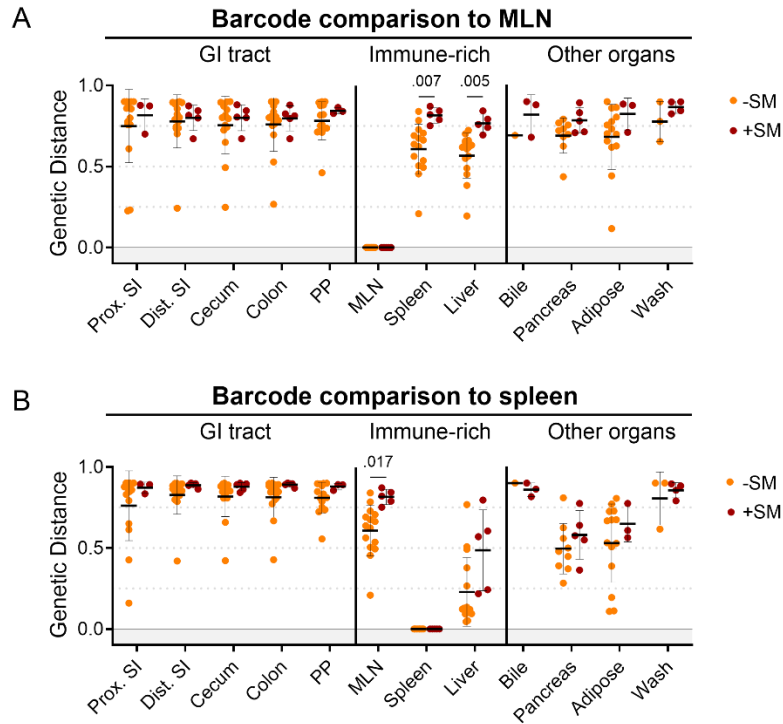 A
Barcode comparison to MLN
GI tract Immune-rich Other organs
.007 .005
Genetic Distance
1.0
0.5
0.0
-SM
+SM
Prox. SI Dist. SI Cecum Colon PP MLN Spleen Liver Bile Pancreas Adipose Wash
B
Barcode comparison to spleen
GI tract Immune-rich Other organs
.017
Genetic Distance
1.0
0.5
0.0
-SM
+SM
Prox. SI Dist. SI Cecum Colon PP MLN Spleen Liver Bile Pancreas Adipose Wash